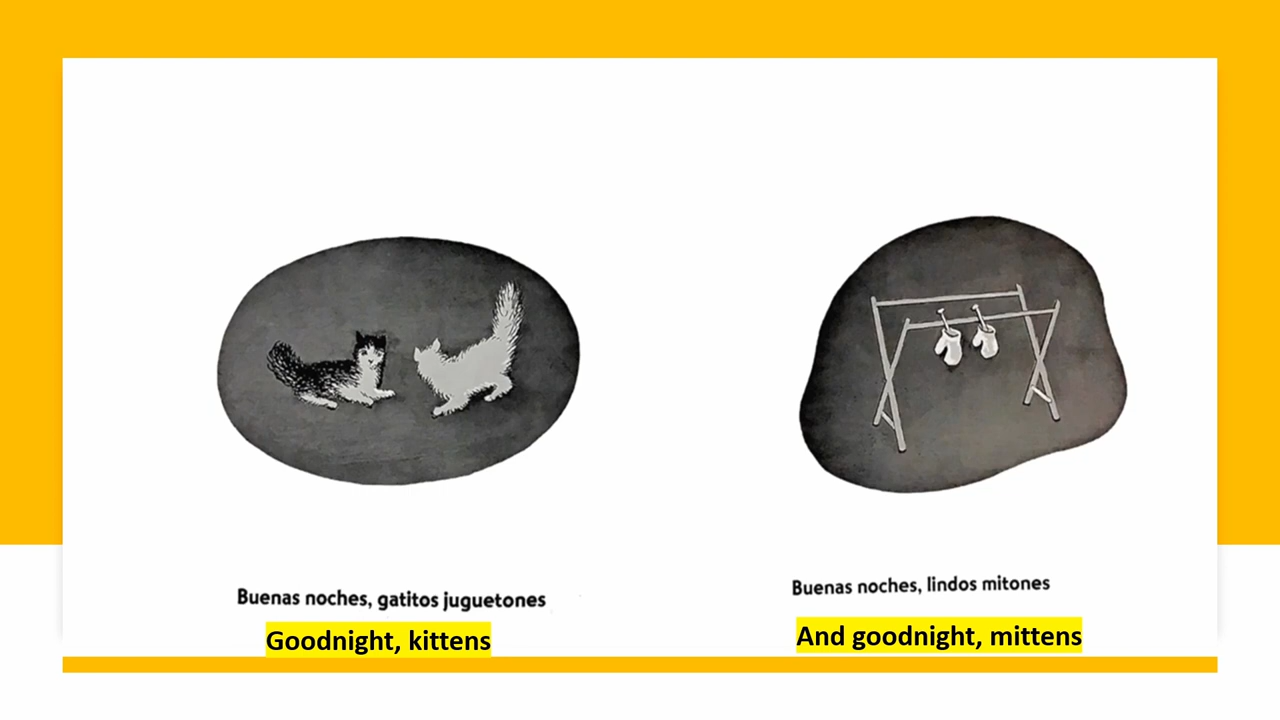 Buenas noches, gatitos juguetones
Goodnight, kittens
Buenas noches, lindos mitones
And goodnight, mittens